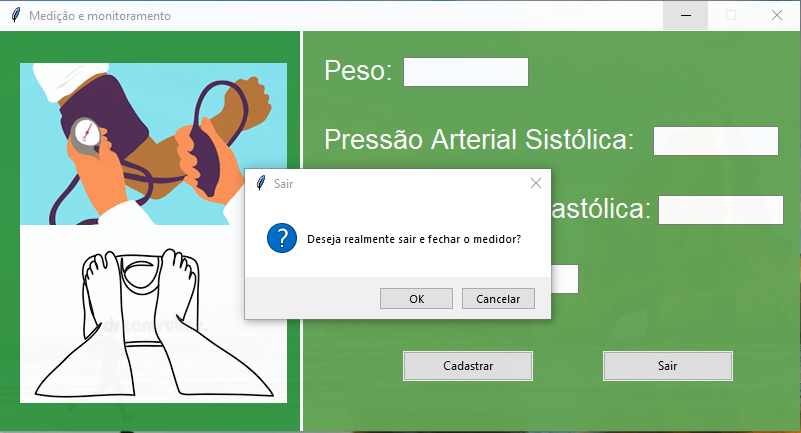 Medição e monitoramento
Peso:
Pressão Arterial Sistólica:
Sair
astólica:
?
Deseja realmente sair e fechar o medidor?
OK
Cancelar
Cadastrar
Sair